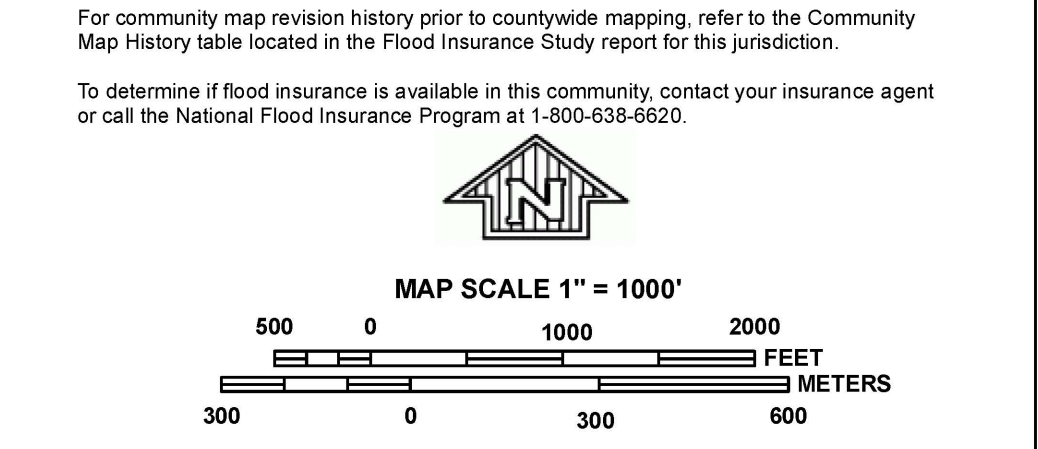 For community map revision history prior to countywide mapping, refer to the Community
Map History table located in the Flood Insurance Study report for this jurisdiction.
To determine if flood insurance is available in this community, contact your insurance agent
or call the National Flood Insurance Program at 1-800-638-6620.
N
MAP SCALE 1" = 1000'
500 0 1000 2000
FEET
METERS
300 0 300 600